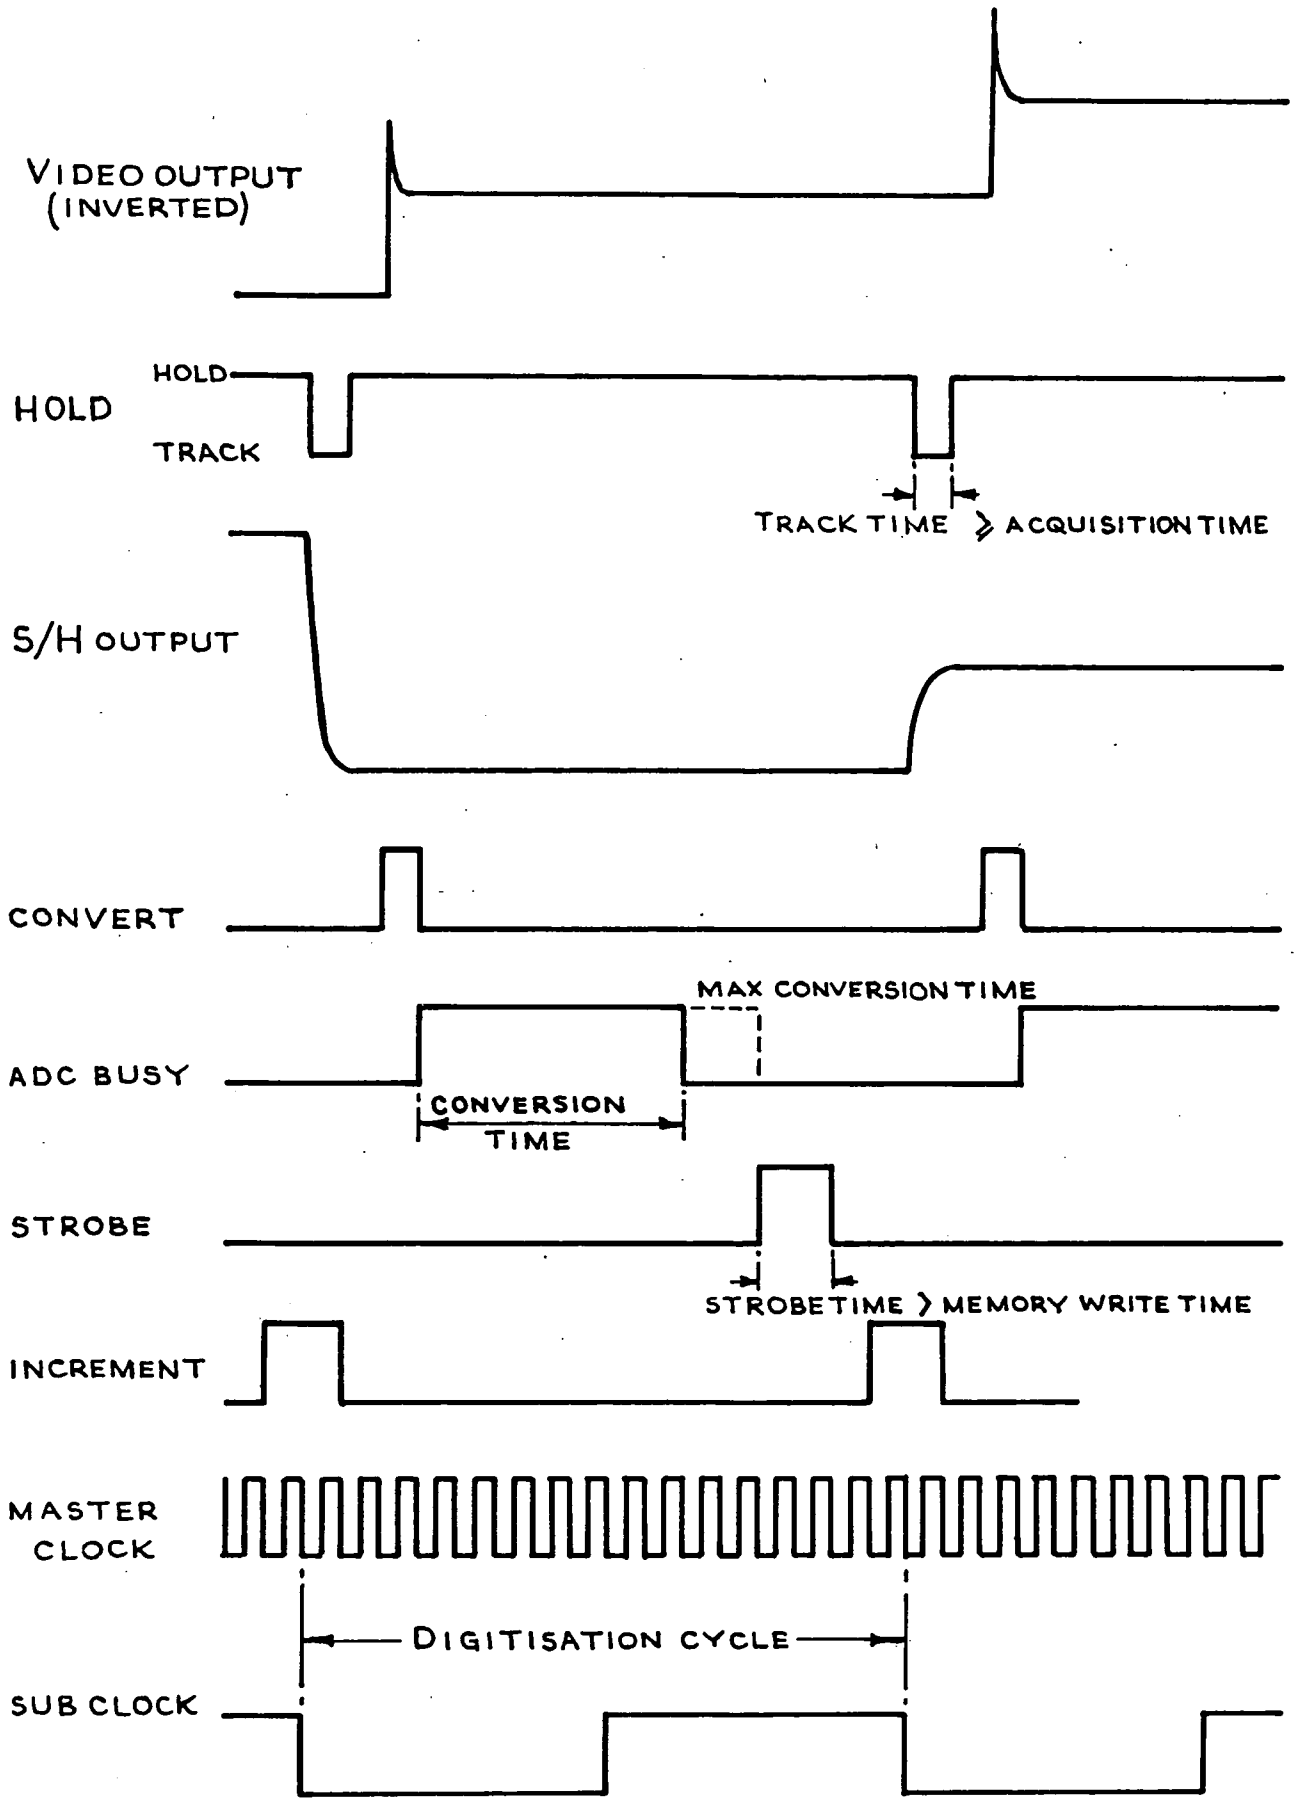 VIDEO OUTPUT
(INVERTED)
HOLD
HOLD
TRACK
TRACK TIME ⩾ ACQUISITION TIME
S/H OUTPUT
CONVERT
MAX CONVERSION TIME
ADC BUSY
CONVERSION
TIME
STROBE
STROBE TIME > MEMORY WRITE TIME
INCREMENT
MASTER
CLOCK
DIGITISATION CYCLE
SUB CLOCK